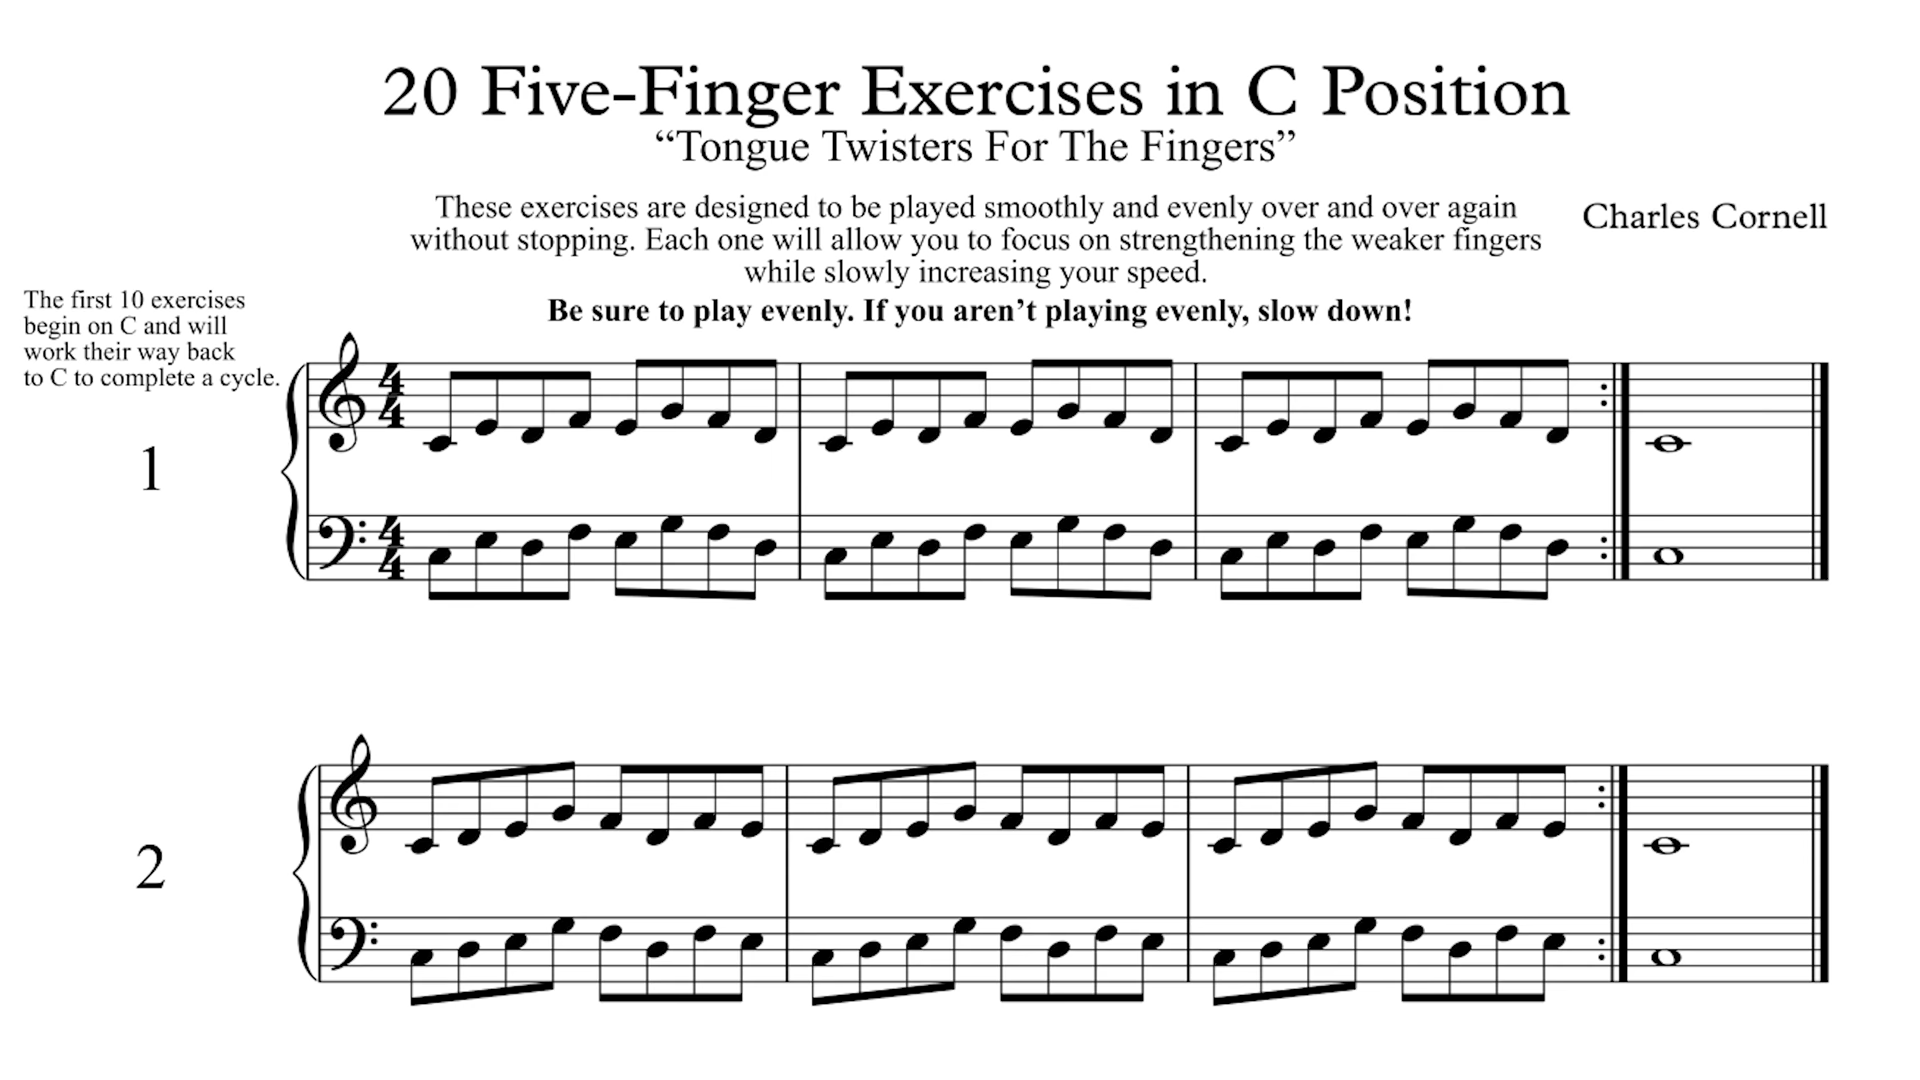 20 Five-Finger Exercises in C Position
“Tongue Twisters For The Fingers”
These exercises are designed to be played smoothly and evenly over and over again
without stopping. Each one will allow you to focus on strengthening the weaker fingers
while slowly increasing your speed.
Be sure to play evenly. If you aren’t playing evenly, slow down!
Charles Cornell
The first 10 exercises
begin on C and will
work their way back
to C to complete a cycle.
1
4
4
4
4
2